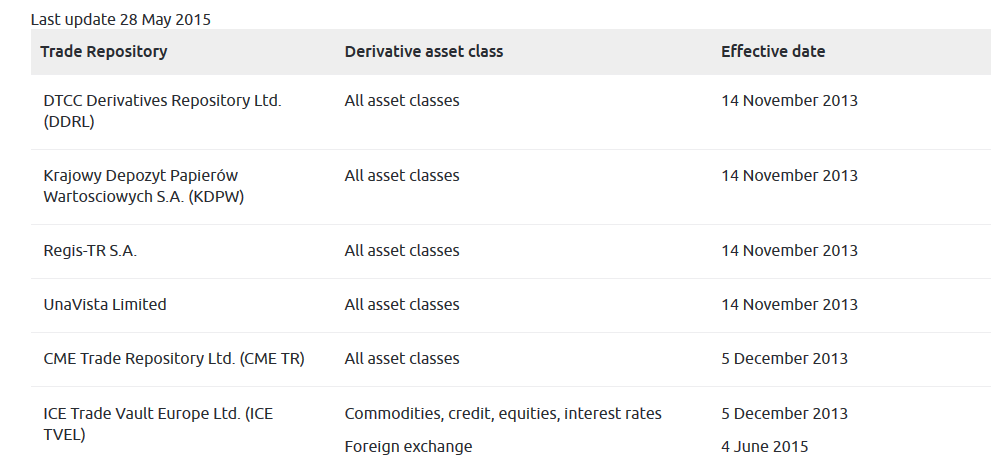 Last update 28 May 2015
Trade Repository Derivative asset class Effective date
DTCC Derivatives Repository Ltd. All asset classes 14 November 2013
(DDRL)
Krajowy Depozyt Papierów All asset classes 14 November 2013
Wartosciowych S.A. (KDPW)
Regis-TR S.A. All asset classes 14 November 2013
UnaVista Limited All asset classes 14 November 2013
CME Trade Repository Ltd. (CME TR) All asset classes 5 December 2013
ICE Trade Vault Europe Ltd. (ICE Commodities, credit, equities, interest rates 5 December 2013
TVEL)
Foreign exchange 4 June 2015